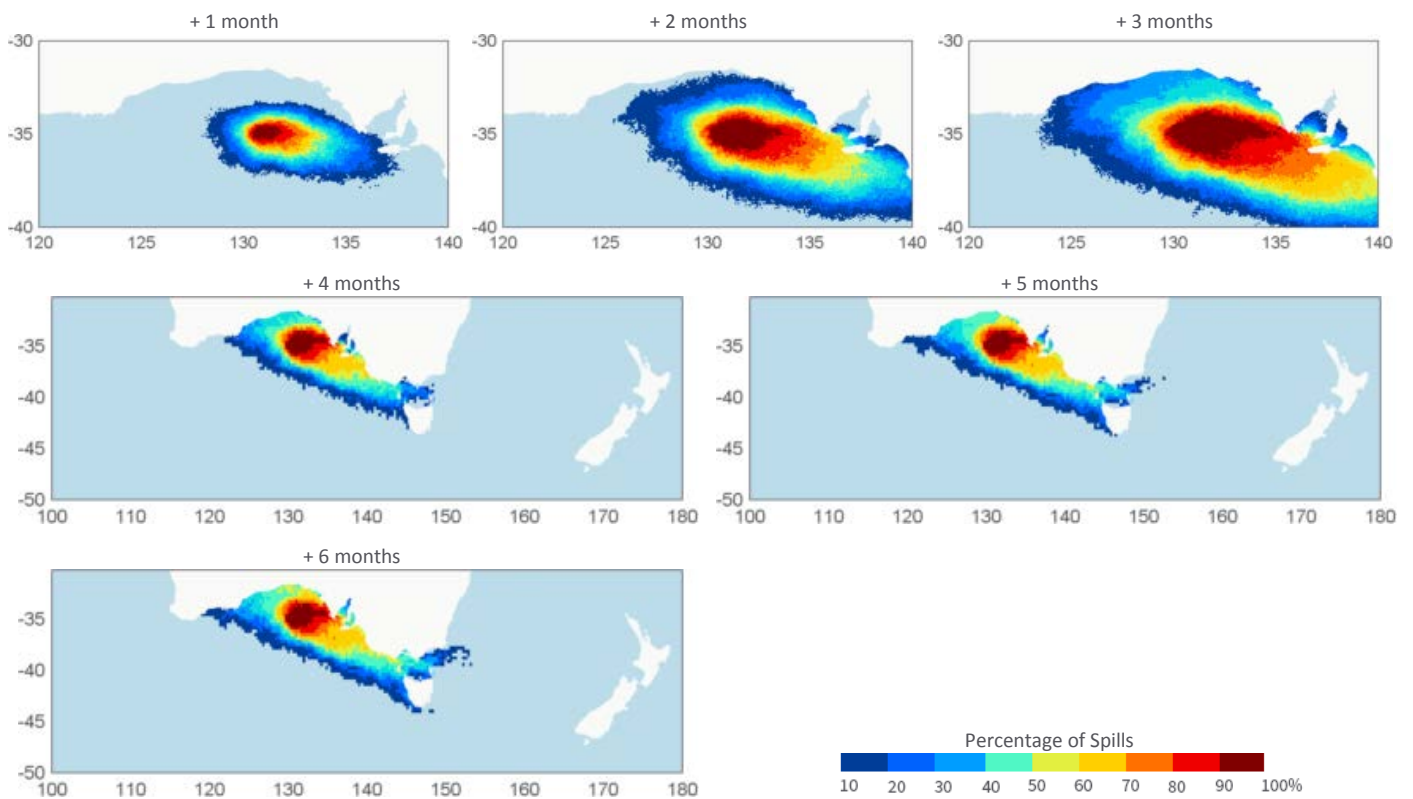 + 1 month + 2 months + 3 months
-30 -30 -30
-35 -35 -35
-40 -40 -40
120 125 130 135 140 120 125 130 135 140 120 125 130 135 140
+ 4 months + 5 months
-35 -35
-40 -40
-45 -45
-50 -50
100 110 120 130 140 150 160 170 180 100 110 120 130 140 150 160 170 180
+ 6 months
-35
-40
-45
-50
100 110 120 130 140 150 160 170 180
Percentage of Spills
10 20 30 40 50 60 70 80 90 100%